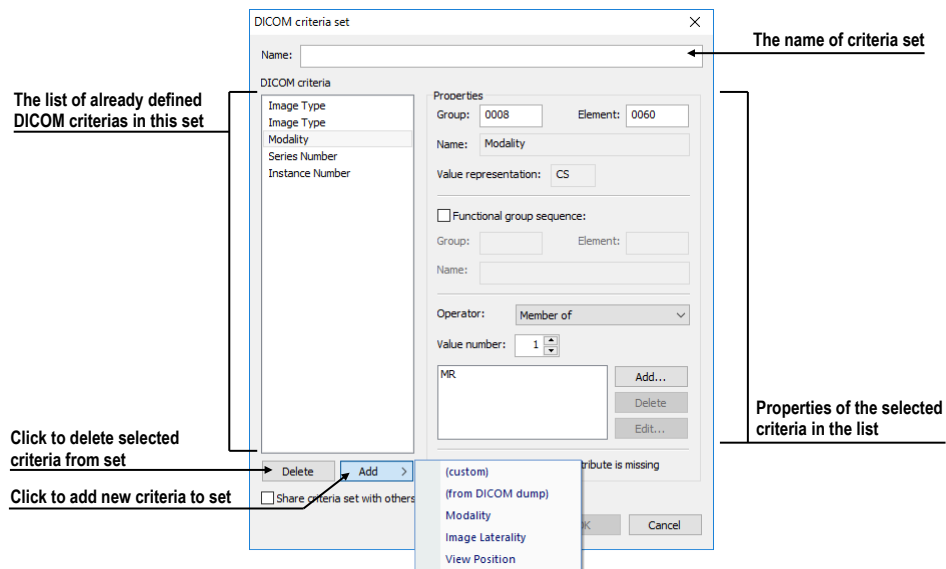 DICOM criteria set
Name:
The name of criteria set
DICOM criteria
The list of already defined
DICOM criterias in this set
Image Type
Image Type
Modality
Series Number
Instance Number
Properties
Group: 0008 Element: 0060
Name: Modality
Value representation: CS
Functional group sequence:
Group: Element:
Name:
Operator: Member of
Value number: 1
MR
Add...
Delete
Edit...
Properties of the selected
criteria in the list
Click to delete selected
criteria from set
Click to add new criteria to set
Delete Add >
Share criteria set with others
(custom)
(from DICOM dump)
Modality
Image Laterality
View Position
is missing
Cancel